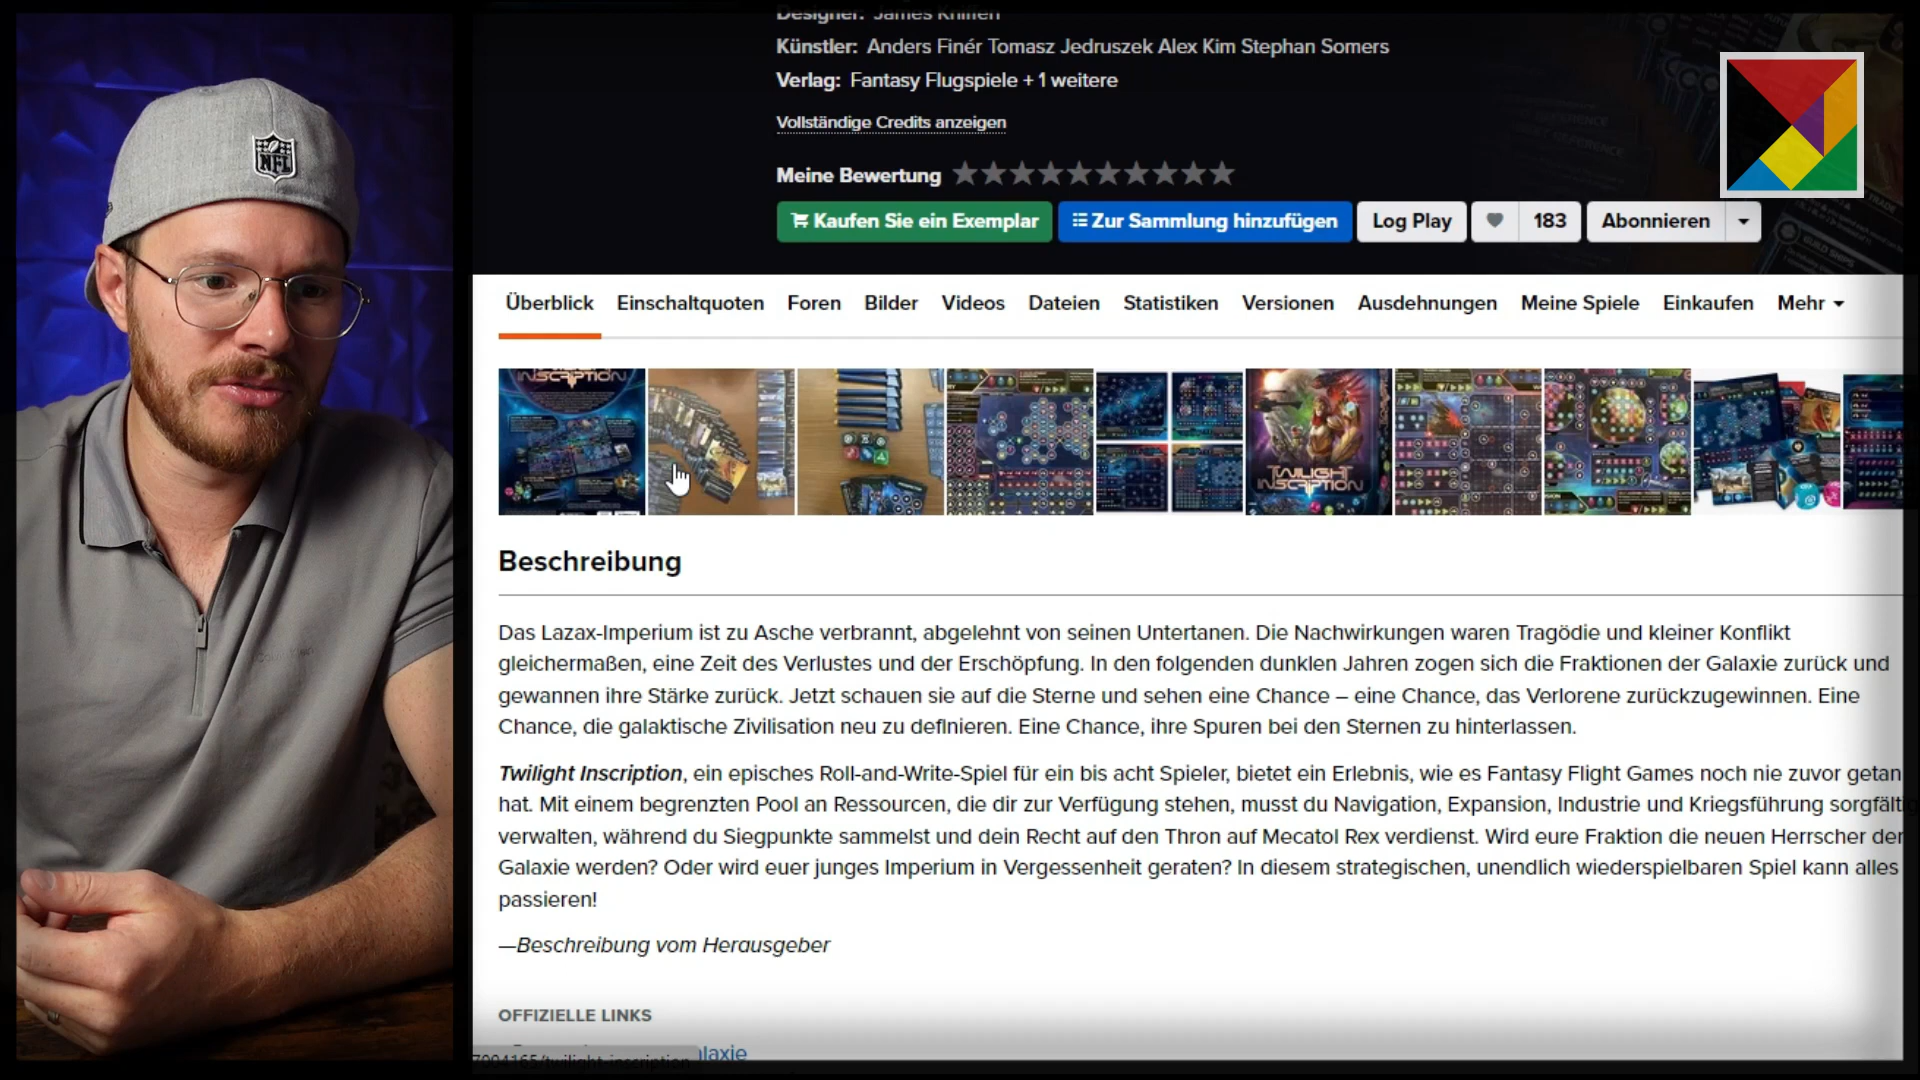 Designer: James Kniffen
Künstler: Anders Finér Tomasz Jedruszek Alex Kim Stephan Somers
Verlag: Fantasy Flugspiele + 1 weitere
Vollständige Credits anzeigen
Meine Bewertung
Kaufen Sie ein Exemplar Zur Sammlung hinzufügen Log Play 183 Abonnieren
Überblick Einschaltquoten Foren Bilder Videos Dateien Statistiken Versionen Ausdehnungen Meine Spiele Einkaufen Mehr
NFL
INSCRIPTION
TWILIGHT
INSCRIPTION
Beschreibung
Das Lazax-Imperium ist zu Asche verbrannt, abgelehnt von seinen Untertanen. Die Nachwirkungen waren Tragödie und kleiner Konflikt
gleichermaßen, eine Zeit des Verlustes und der Erschöpfung. In den folgenden dunklen Jahren zogen sich die Fraktionen der Galaxie zurück und
gewannen ihre Stärke zurück. Jetzt schauen sie auf die Sterne und sehen eine Chance – eine Chance, das Verlorene zurückzugewinnen. Eine
Chance, die galaktische Zivilisation neu zu definieren. Eine Chance, ihre Spuren bei den Sternen zu hinterlassen.
Twilight Inscription, ein episches Roll-and-Write-Spiel für ein bis acht Spieler, bietet ein Erlebnis, wie es Fantasy Flight Games noch nie zuvor getan
hat. Mit einem begrenzten Pool an Ressourcen, die dir zur Verfügung stehen, musst du Navigation, Expansion, Industrie und Kriegsführung sorgfältig
verwalten, während du Siegpunkte sammelst und dein Recht auf den Thron auf Mecatol Rex verdienst. Wird eure Fraktion die neuen Herrscher der
Galaxie werden? Oder wird euer junges Imperium in Vergessenheit geraten? In diesem strategischen, unendlich wiederspielbaren Spiel kann alles
passieren!
—Beschreibung vom Herausgeber
OFFIZIELLE LINKS
laxie
/twilight-inscription